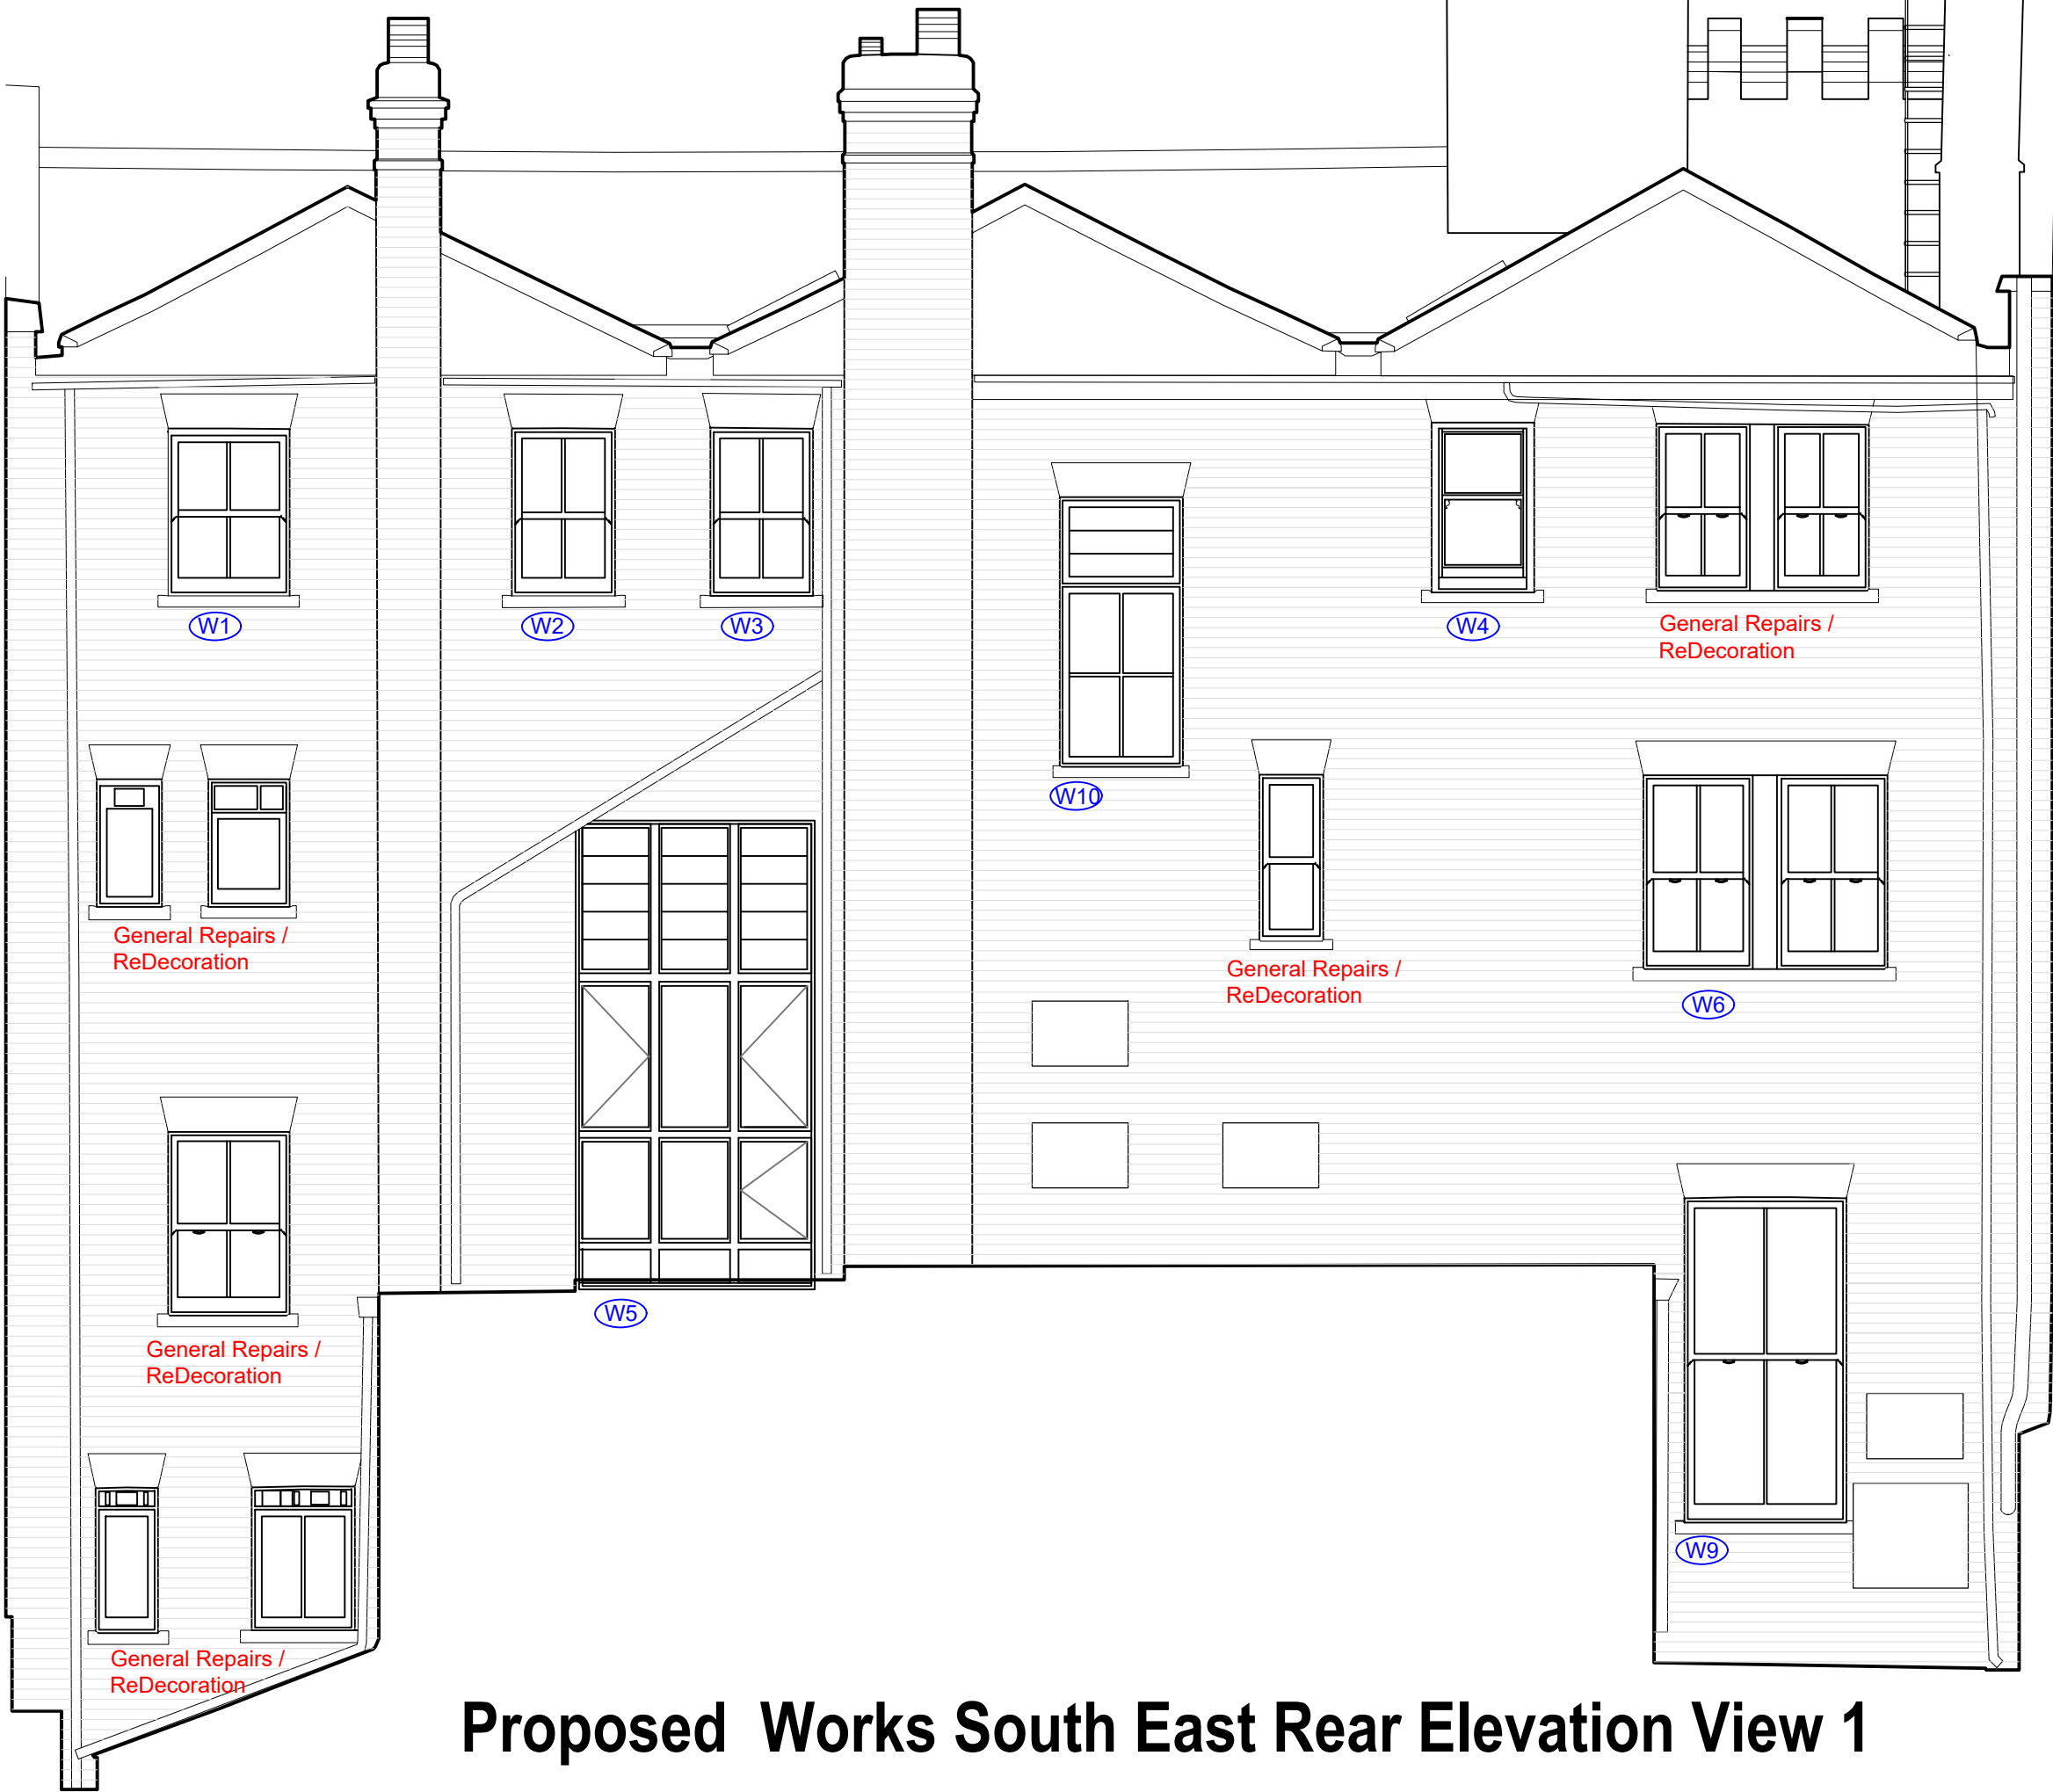 W1
W2
W3
W4
General Repairs /
ReDecoration
W10
General Repairs /
ReDecoration
General Repairs /
ReDecoration
W6
W5
General Repairs /
ReDecoration
W9
General Repairs /
ReDecoration
Proposed Works South East Rear Elevation View 1